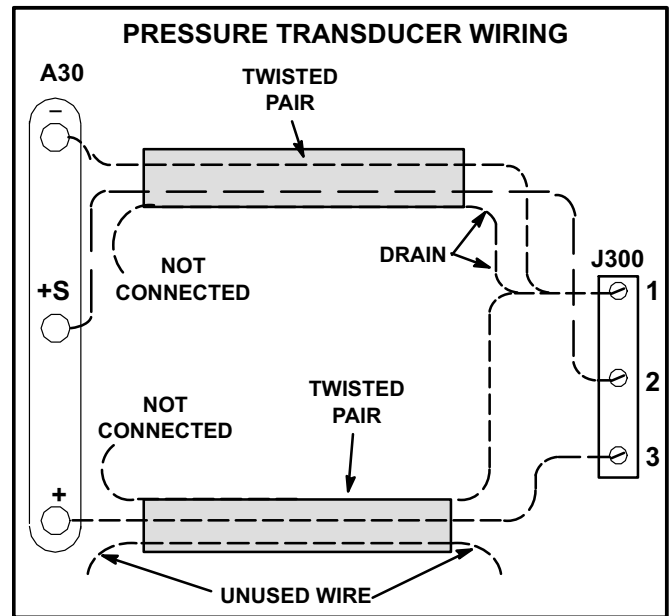 PRESSURE TRANSDUCER WIRING
A30
TWISTED
PAIR
−
DRAIN
J300
NOT
CONNECTED
+S
1
2
3
NOT
CONNECTED
TWISTED
PAIR
+
UNUSED WIRE